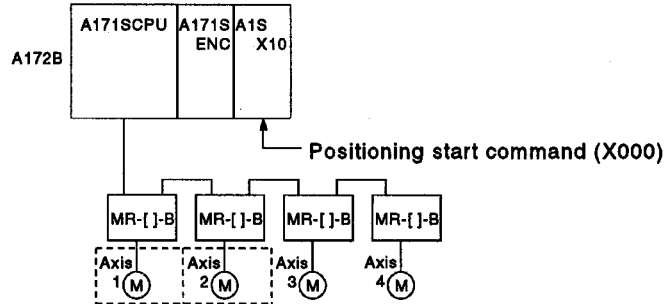 A172B
A171SCPU
A171S
ENC
A1S
X10
Positioning start command (X000)
MR-[ ]-B
MR-[ ]-B
MR-[ ]-B
MR-[ ]-B
Axis
1 M
Axis
2 M
Axis
3 M
Axis
4 M